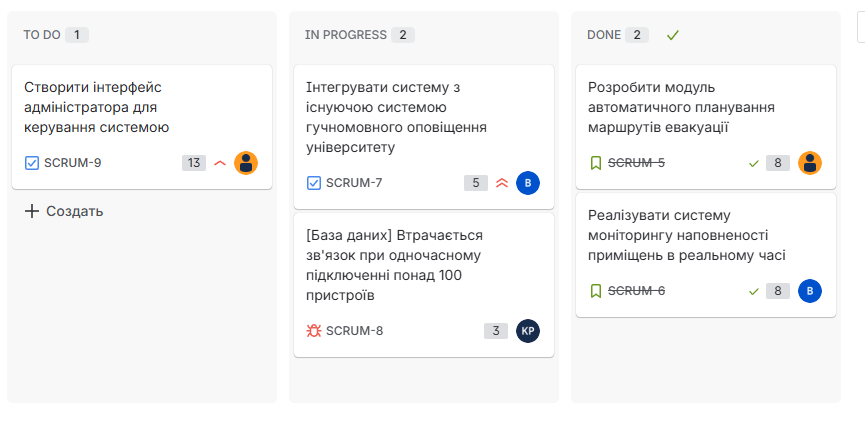 TO DO 1
Створити інтерфейс
адміністратора для
керування системою
SCRUM-9 13
Создать
IN PROGRESS 2
Інтегрувати систему з
існуючою системою
гучномовного оповіщення
університету
SCRUM-7 5 В
[База даних] Втрачається
зв'язок при одночасному
підключенні понад 100
пристроїв
SCRUM-8 3 КР
DONE 2
Розробити модуль
автоматичного планування
маршрутів евакуації
SCRUM-5 8
Реалізувати систему
моніторингу наповненості
приміщень в реальному часі
SCRUM-6 8 В